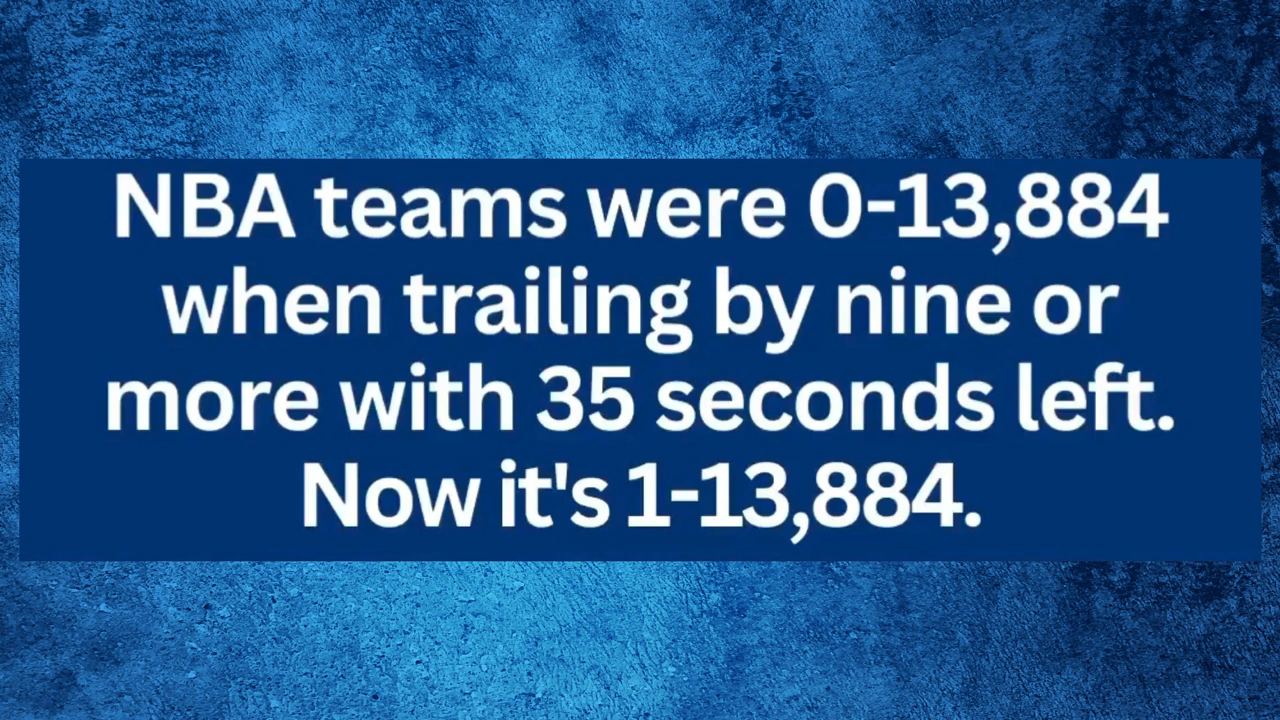 NBA teams were 0-13,884
when trailing by nine or
more with 35 seconds left.
Now it's 1-13,884.